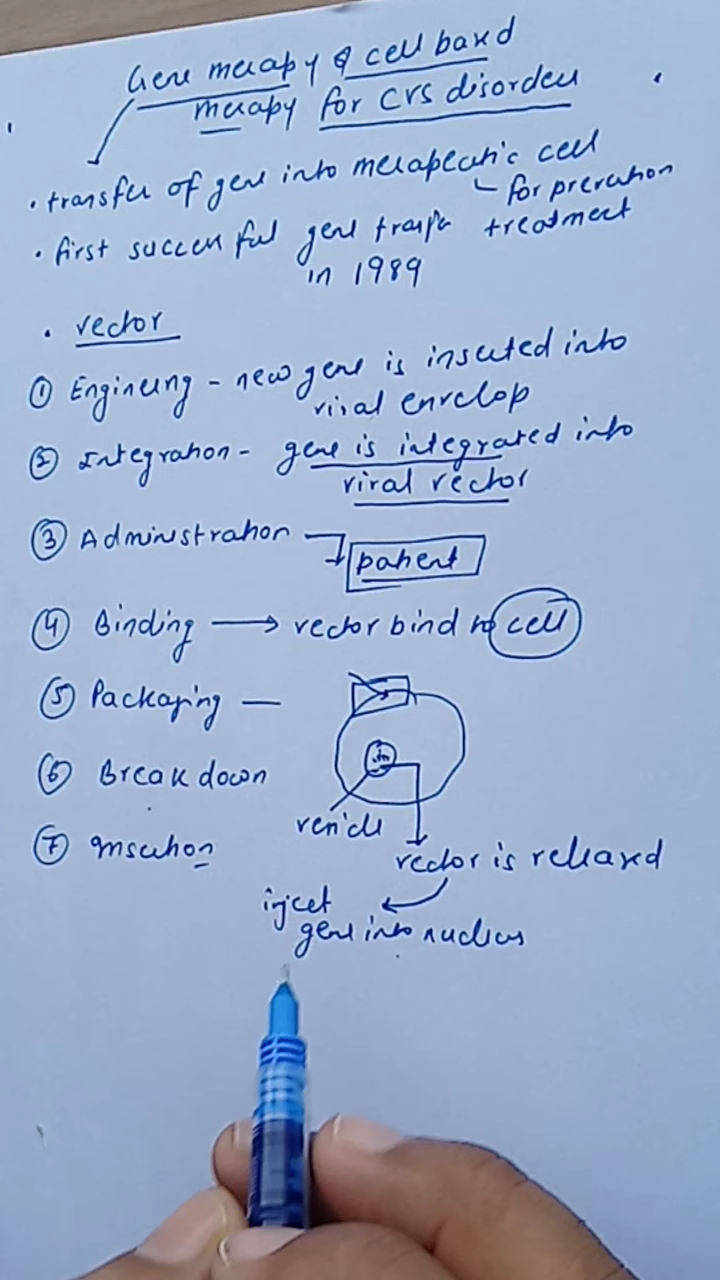 Gene therapy & cell based
therapy for CVS disorder
• transfer of gene into therapeutic cell
for prevention
• first successful gene transfer treatment
in 1989
• vector
① Engineering - new gene is inserted into
viral envelop
② Integration - gene is integrated into
viral vector
③ Administration → patient
④ Binding → vector bind to cell
⑤ Packaging -
⑥ Breakdown
vesicle
⑦ Insertion
vector is released
inject
gene into nucleus